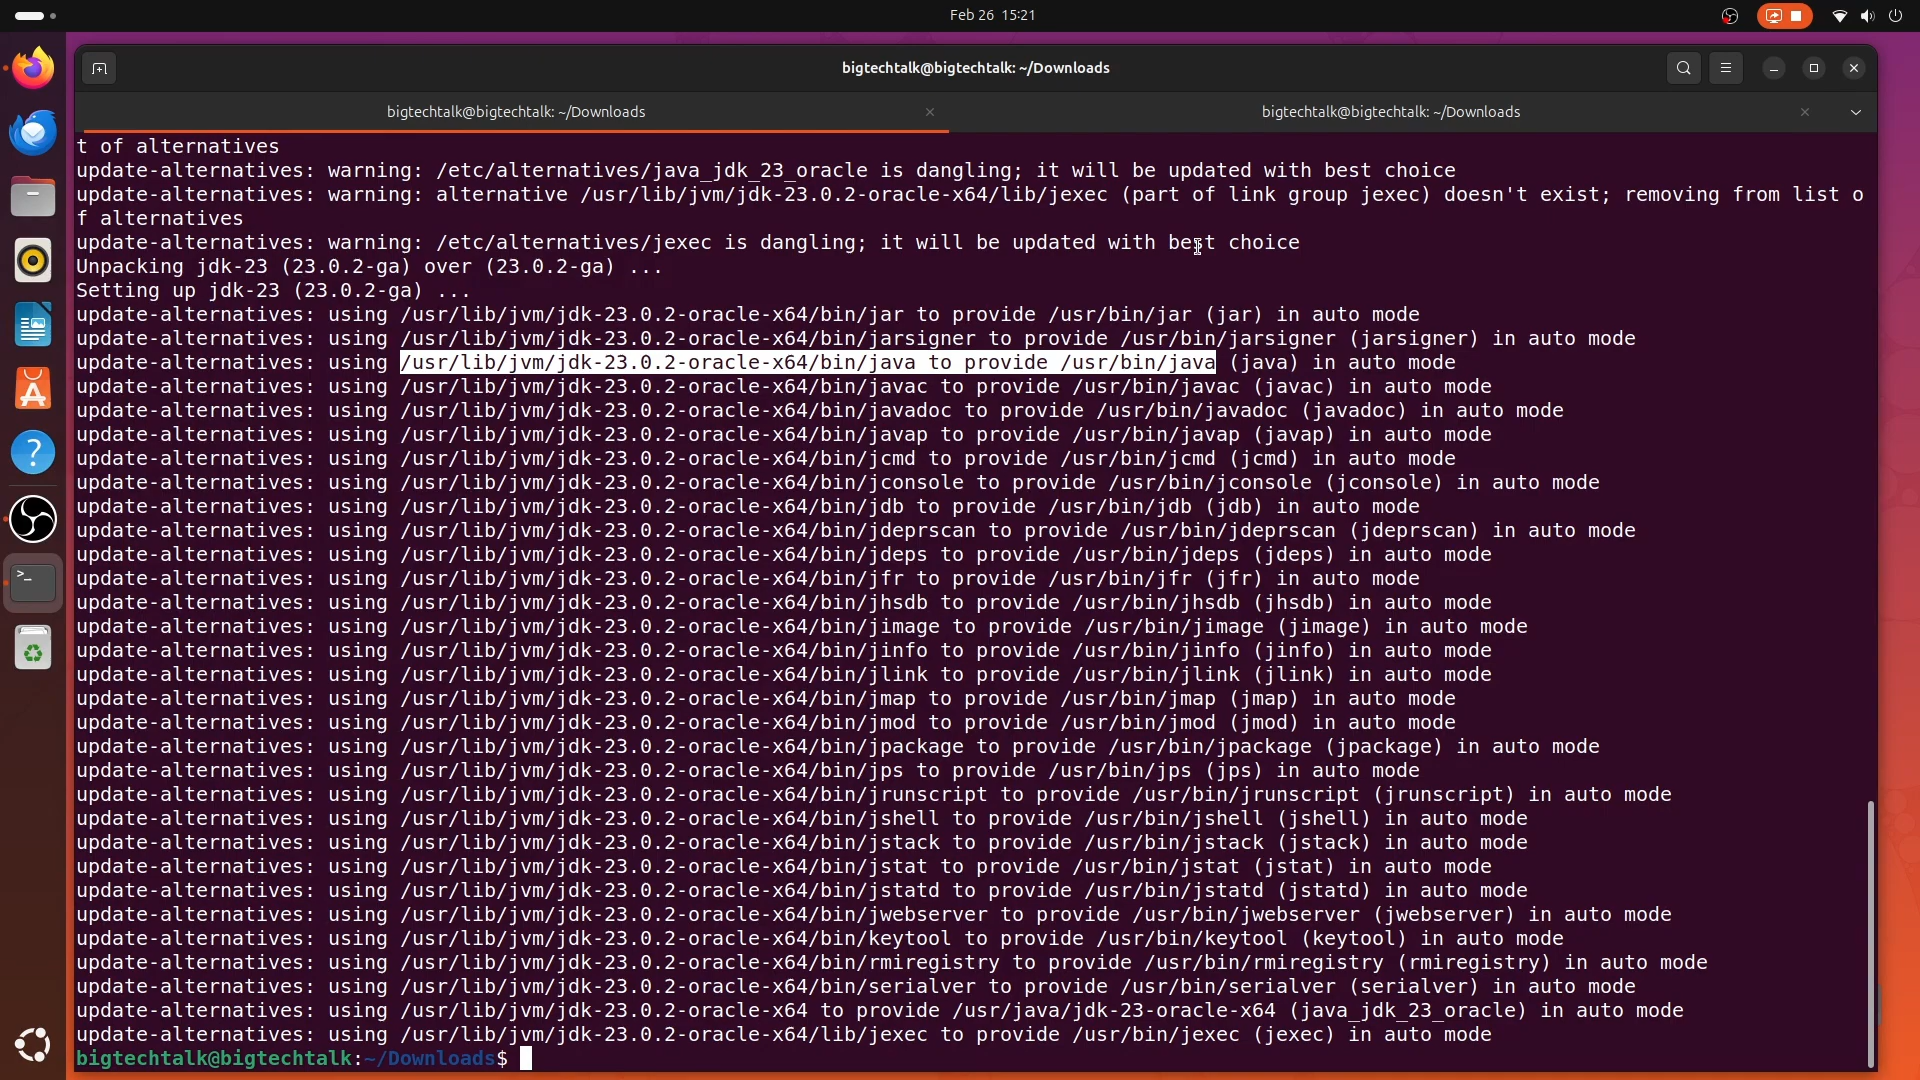 Feb 26 15:21
bigtechtalk@bigtechtalk: ~/Downloads
bigtechtalk@bigtechtalk: ~/Downloads
bigtechtalk@bigtechtalk: ~/Downloads
t of alternatives
update-alternatives: warning: /etc/alternatives/java_jdk_23_oracle is dangling; it will be updated with best choice
update-alternatives: warning: alternative /usr/lib/jvm/jdk-23.0.2-oracle-x64/lib/jexec (part of link group jexec) doesn't exist; removing from list o
f alternatives
update-alternatives: warning: /etc/alternatives/jexec is dangling; it will be updated with best choice
Unpacking jdk-23 (23.0.2-ga) over (23.0.2-ga) ...
Setting up jdk-23 (23.0.2-ga) ...
update-alternatives: using /usr/lib/jvm/jdk-23.0.2-oracle-x64/bin/jar to provide /usr/bin/jar (jar) in auto mode
update-alternatives: using /usr/lib/jvm/jdk-23.0.2-oracle-x64/bin/jarsigner to provide /usr/bin/jarsigner (jarsigner) in auto mode
update-alternatives: using /usr/lib/jvm/jdk-23.0.2-oracle-x64/bin/java to provide /usr/bin/java (java) in auto mode
update-alternatives: using /usr/lib/jvm/jdk-23.0.2-oracle-x64/bin/javac to provide /usr/bin/javac (javac) in auto mode
update-alternatives: using /usr/lib/jvm/jdk-23.0.2-oracle-x64/bin/javadoc to provide /usr/bin/javadoc (javadoc) in auto mode
update-alternatives: using /usr/lib/jvm/jdk-23.0.2-oracle-x64/bin/javap to provide /usr/bin/javap (javap) in auto mode
update-alternatives: using /usr/lib/jvm/jdk-23.0.2-oracle-x64/bin/jcmd to provide /usr/bin/jcmd (jcmd) in auto mode
update-alternatives: using /usr/lib/jvm/jdk-23.0.2-oracle-x64/bin/jconsole to provide /usr/bin/jconsole (jconsole) in auto mode
update-alternatives: using /usr/lib/jvm/jdk-23.0.2-oracle-x64/bin/jdb to provide /usr/bin/jdb (jdb) in auto mode
update-alternatives: using /usr/lib/jvm/jdk-23.0.2-oracle-x64/bin/jdeprscan to provide /usr/bin/jdeprscan (jdeprscan) in auto mode
update-alternatives: using /usr/lib/jvm/jdk-23.0.2-oracle-x64/bin/jdeps to provide /usr/bin/jdeps (jdeps) in auto mode
update-alternatives: using /usr/lib/jvm/jdk-23.0.2-oracle-x64/bin/jfr to provide /usr/bin/jfr (jfr) in auto mode
update-alternatives: using /usr/lib/jvm/jdk-23.0.2-oracle-x64/bin/jhsdb to provide /usr/bin/jhsdb (jhsdb) in auto mode
update-alternatives: using /usr/lib/jvm/jdk-23.0.2-oracle-x64/bin/jimage to provide /usr/bin/jimage (jimage) in auto mode
update-alternatives: using /usr/lib/jvm/jdk-23.0.2-oracle-x64/bin/jinfo to provide /usr/bin/jinfo (jinfo) in auto mode
update-alternatives: using /usr/lib/jvm/jdk-23.0.2-oracle-x64/bin/jlink to provide /usr/bin/jlink (jlink) in auto mode
update-alternatives: using /usr/lib/jvm/jdk-23.0.2-oracle-x64/bin/jmap to provide /usr/bin/jmap (jmap) in auto mode
update-alternatives: using /usr/lib/jvm/jdk-23.0.2-oracle-x64/bin/jmod to provide /usr/bin/jmod (jmod) in auto mode
update-alternatives: using /usr/lib/jvm/jdk-23.0.2-oracle-x64/bin/jpackage to provide /usr/bin/jpackage (jpackage) in auto mode
update-alternatives: using /usr/lib/jvm/jdk-23.0.2-oracle-x64/bin/jps to provide /usr/bin/jps (jps) in auto mode
update-alternatives: using /usr/lib/jvm/jdk-23.0.2-oracle-x64/bin/jrunscript to provide /usr/bin/jrunscript (jrunscript) in auto mode
update-alternatives: using /usr/lib/jvm/jdk-23.0.2-oracle-x64/bin/jshell to provide /usr/bin/jshell (jshell) in auto mode
update-alternatives: using /usr/lib/jvm/jdk-23.0.2-oracle-x64/bin/jstack to provide /usr/bin/jstack (jstack) in auto mode
update-alternatives: using /usr/lib/jvm/jdk-23.0.2-oracle-x64/bin/jstat to provide /usr/bin/jstat (jstat) in auto mode
update-alternatives: using /usr/lib/jvm/jdk-23.0.2-oracle-x64/bin/jstatd to provide /usr/bin/jstatd (jstatd) in auto mode
update-alternatives: using /usr/lib/jvm/jdk-23.0.2-oracle-x64/bin/jwebserver to provide /usr/bin/jwebserver (jwebserver) in auto mode
update-alternatives: using /usr/lib/jvm/jdk-23.0.2-oracle-x64/bin/keytool to provide /usr/bin/keytool (keytool) in auto mode
update-alternatives: using /usr/lib/jvm/jdk-23.0.2-oracle-x64/bin/rmiregistry to provide /usr/bin/rmiregistry (rmiregistry) in auto mode
update-alternatives: using /usr/lib/jvm/jdk-23.0.2-oracle-x64/bin/serialver to provide /usr/bin/serialver (serialver) in auto mode
update-alternatives: using /usr/lib/jvm/jdk-23.0.2-oracle-x64 to provide /usr/java/jdk-23-oracle-x64 (java_jdk_23_oracle) in auto mode
update-alternatives: using /usr/lib/jvm/jdk-23.0.2-oracle-x64/lib/jexec to provide /usr/bin/jexec (jexec) in auto mode
bigtechtalk@bigtechtalk:~/Downloads$